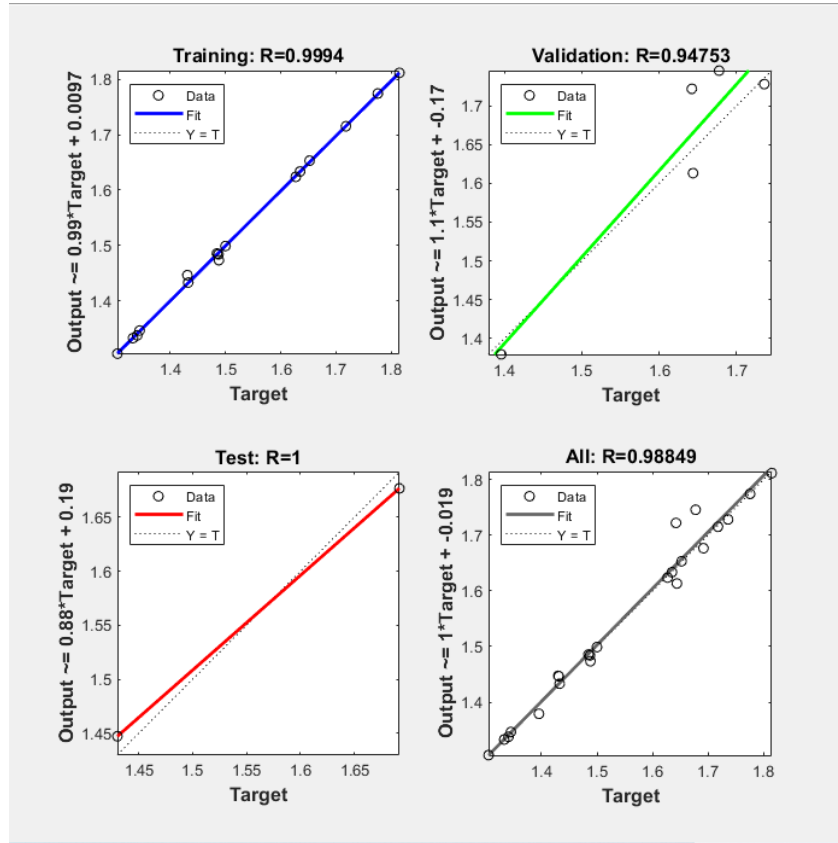 Training: R=0.9994
Output ~= 0.99*Target + 0.0097
1.8
1.7
1.6
1.5
1.4
Data
Fit
Y = T
1.4 1.5 1.6 1.7 1.8
Target
Validation: R=0.94753
Output ~= 1.1*Target + -0.17
1.7
1.65
1.6
1.55
1.5
1.45
1.4
Data
Fit
Y = T
1.4 1.5 1.6 1.7
Target
Test: R=1
Output ~= 0.88*Target + 0.19
1.65
1.6
1.55
1.5
1.45
Data
Fit
Y = T
1.45 1.5 1.55 1.6 1.65
Target
All: R=0.98849
Output ~= 1*Target + -0.019
1.8
1.7
1.6
1.5
1.4
Data
Fit
Y = T
1.4 1.5 1.6 1.7 1.8
Target